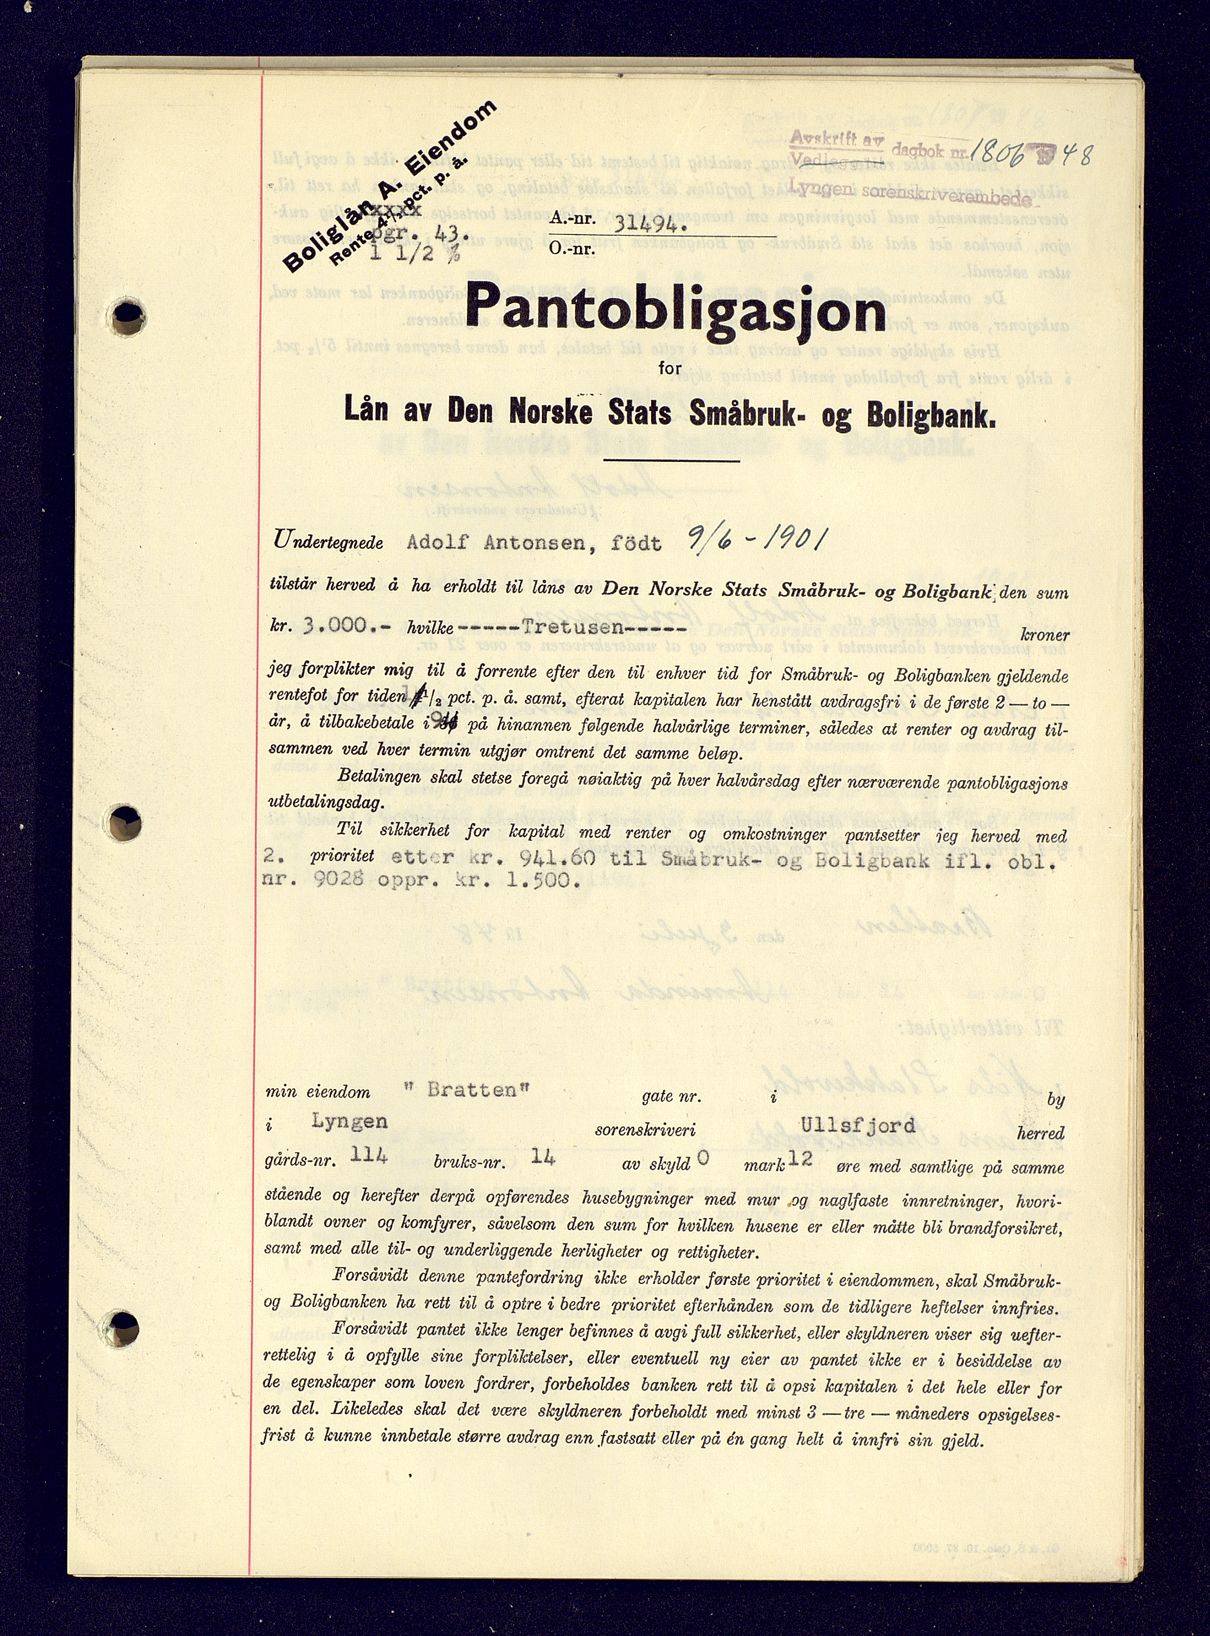 Avskrift av
Vedlegg til dagbok nr. 1806 1948
Lyngen sorenskriverembede
Boliglån A. Eiendom
Rente 4 1/2 pct. p. å.
xxxx
pgr. 43.
1 1/2 %
A.-nr. 31494.
O.-nr.
Pantobligasjon
for
Lån av Den Norske Stats Småbruk- og Boligbank.
Undertegnede Adolf Antonsen, födt 9/6 - 1901
tilstår herved å ha erholdt til låns av Den Norske Stats Småbruk- og Boligbank den sum
kr. 3.000.- hvilke -----Tretusen----- kroner
jeg forplikter mig til å forrente efter den til enhver tid for Småbruk- og Boligbanken gjeldende
rentefot for tiden 1 1/2 pct. p. å. samt, efterat kapitalen har henstått avdragsfri i de første 2 — to —
år, å tilbakebetale i 94 på hinannen følgende halvårlige terminer, således at renter og avdrag til-
sammen ved hver termin utgjør omtrent det samme beløp.
Betalingen skal stetse foregå nøiaktig på hver halvårsdag efter nærværende pantobligasjons
utbetalingsdag.
Til sikkerhet for kapital med renter og omkostninger pantsetter jeg herved med
2. prioritet etter kr. 941.60 til Småbruk- og Boligbank ifl. obl.
nr. 9028 oppr. kr. 1.500.
min eiendom " Bratten" gate nr. i by
i Lyngen sorenskriveri Ullsfjord herred
gårds-nr. 114 bruks-nr. 14 av skyld 0 mark 12 øre med samtlige på samme
stående og herefter derpå opførendes husebygninger med mur og naglfaste innretninger, hvori-
blandt ovner og komfyrer, såvelsom den sum for hvilken husene er eller måtte bli brandforsikret,
samt med alle til- og underliggende herligheter og rettigheter.
Forsåvidt denne pantefordring ikke erholder første prioritet i eiendommen, skal Småbruk-
og Boligbanken ha rett til å optre i bedre prioritet efterhånden som de tidligere heftelser innfries.
Forsåvidt pantet ikke lenger befinnes å avgi full sikkerhet, eller skyldneren viser sig uefter-
rettelig i å opfylle sine forpliktelser, eller eventuell ny eier av pantet ikke er i besiddelse av
de egenskaper som loven fordrer, forbeholdes banken rett til å opsi kapitalen i det hele eller for
en del. Likeledes skal det være skyldneren forbeholdt med minst 3 — tre — måneders opsigelses-
frist å kunne innbetale større avdrag enn fastsatt eller på én gang helt å innfri sin gjeld.